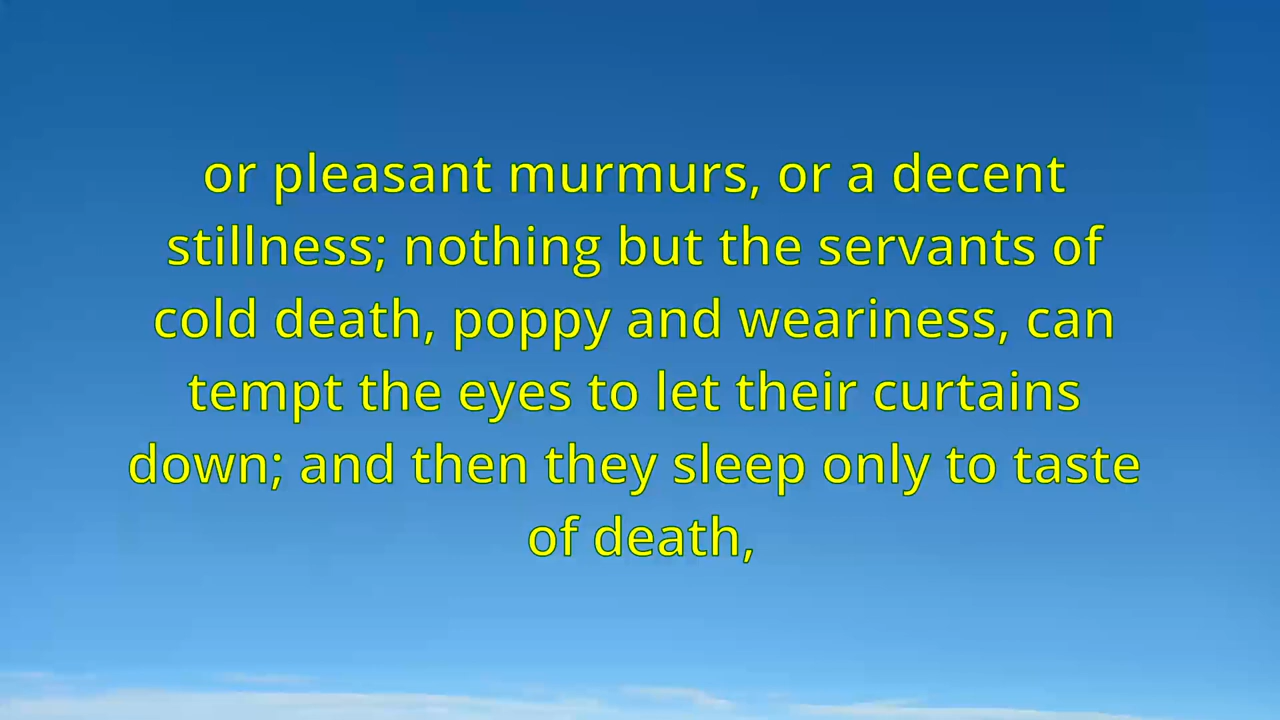 or pleasant murmurs, or a decent
stillness; nothing but the servants of
cold death, poppy and weariness, can
tempt the eyes to let their curtains
down; and then they sleep only to taste
of death,